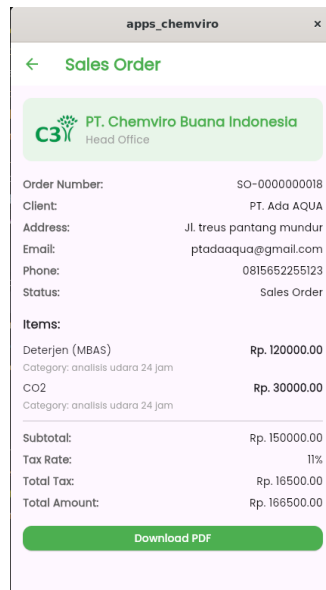 apps_chemviro ×
← Sales Order
C3 PT. Chemviro Buana Indonesia
Head Office
Order Number: SO-0000000018
Client: PT. Ada AQUA
Address: Jl. treus pantang mundur
Email: ptadaaqua@gmail.com
Phone: 0815652255123
Status: Sales Order
Items:
Deterjen (MBAS) Rp. 120000.00
Category: analisis udara 24 jam
CO2 Rp. 30000.00
Category: analisis udara 24 jam
Subtotal: Rp. 150000.00
Tax Rate: 11%
Total Tax: Rp. 16500.00
Total Amount: Rp. 166500.00
Download PDF